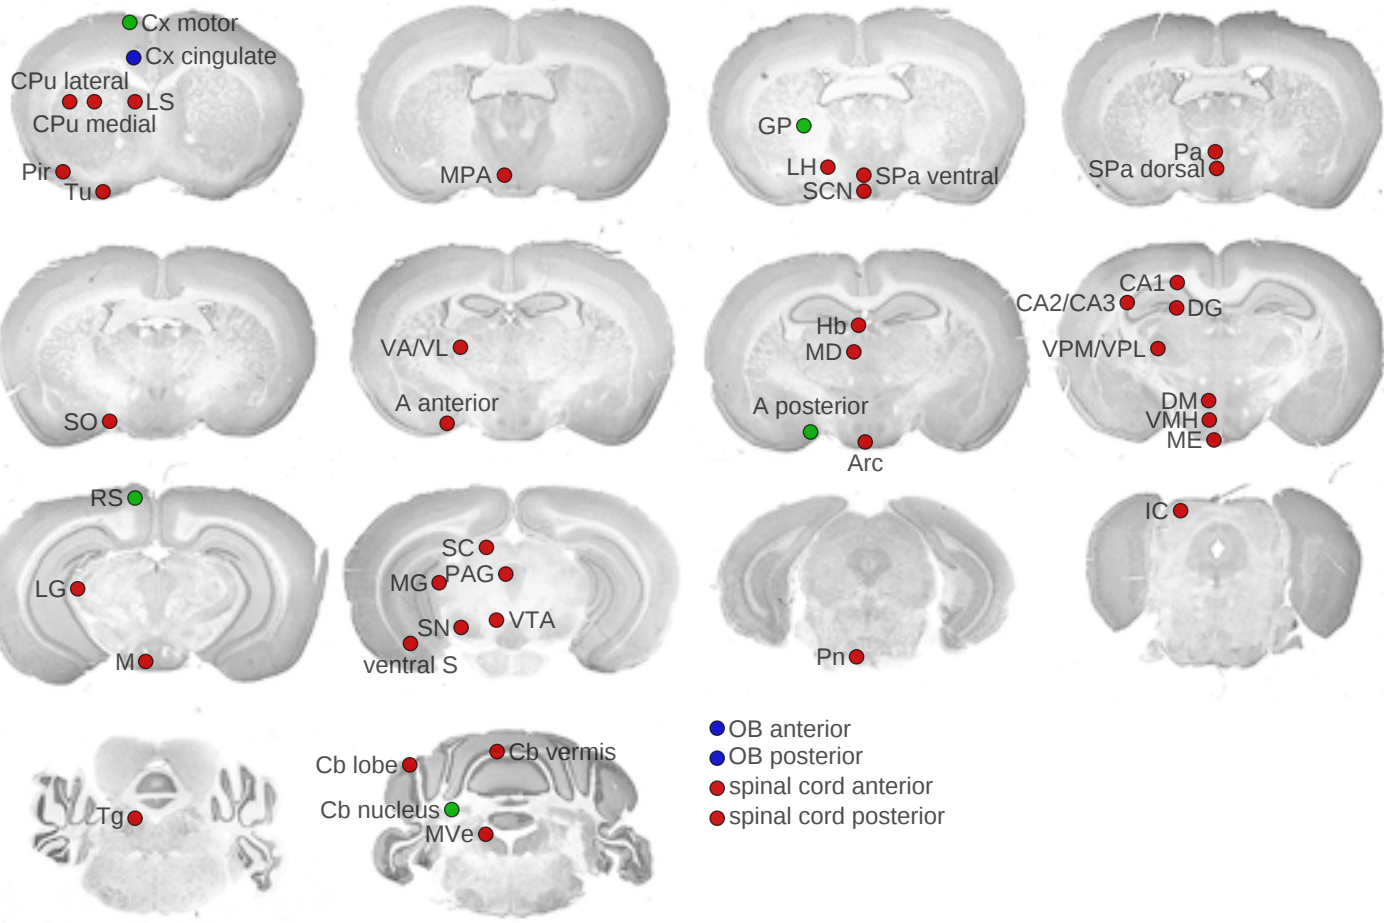 Cx motor
Cx cingulate
CPu lateral
LS
CPu medial
Pir
Tu
MPA
GP
LH
SPa ventral
SCN
Pa
SPa dorsal
SO
VA/VL
A anterior
Hb
MD
A posterior
Arc
CA1
CA2/CA3
DG
VPM/VPL
DM
VMH
ME
RS
LG
M
SC
MG
PAG
SN
VTA
ventral S
Pn
IC
Tg
Cb lobe
Cb vermis
Cb nucleus
MVe
OB anterior
OB posterior
spinal cord anterior
spinal cord posterior